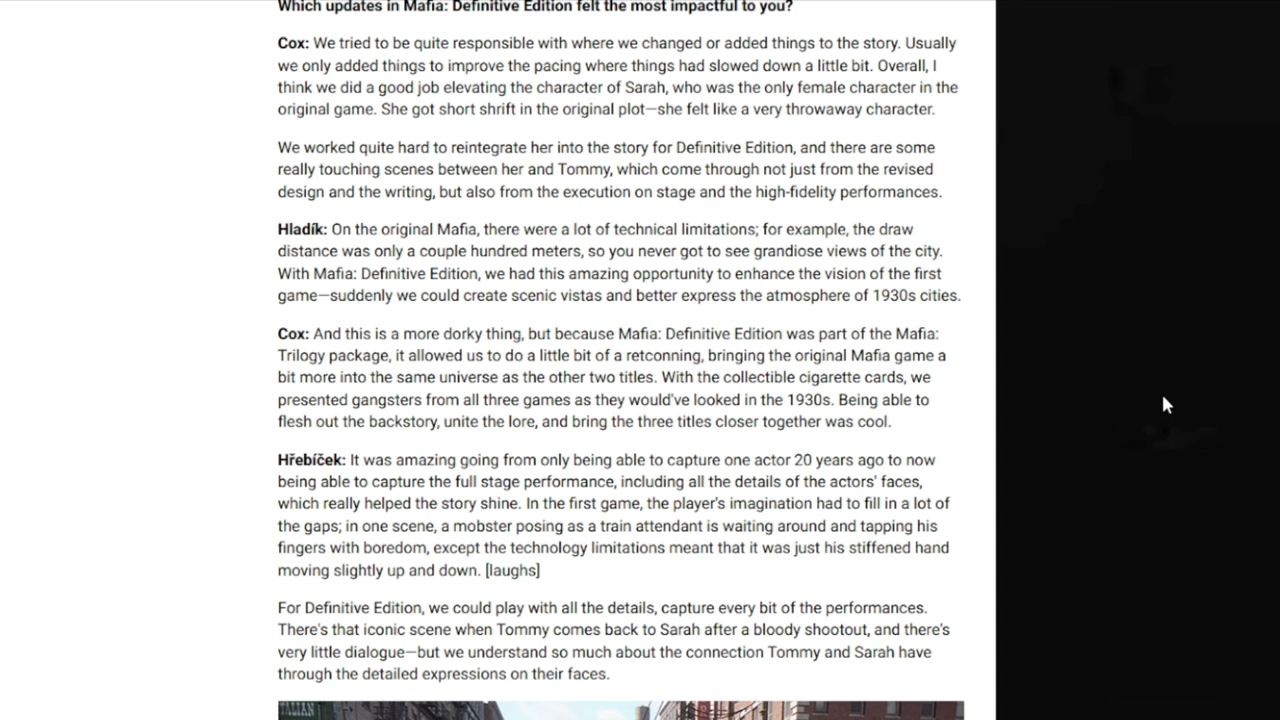 Which updates in Mafia: Definitive Edition felt the most impactful to you?
Cox: We tried to be quite responsible with where we changed or added things to the story. Usually
we only added things to improve the pacing where things had slowed down a little bit. Overall, I
think we did a good job elevating the character of Sarah, who was the only female character in the
original game. She got short shrift in the original plot—she felt like a very throwaway character.
We worked quite hard to reintegrate her into the story for Definitive Edition, and there are some
really touching scenes between her and Tommy, which come through not just from the revised
design and the writing, but also from the execution on stage and the high-fidelity performances.
Hladík: On the original Mafia, there were a lot of technical limitations; for example, the draw
distance was only a couple hundred meters, so you never got to see grandiose views of the city.
With Mafia: Definitive Edition, we had this amazing opportunity to enhance the vision of the first
game—suddenly we could create scenic vistas and better express the atmosphere of 1930s cities.
Cox: And this is a more dorky thing, but because Mafia: Definitive Edition was part of the Mafia:
Trilogy package, it allowed us to do a little bit of a retconning, bringing the original Mafia game a
bit more into the same universe as the other two titles. With the collectible cigarette cards, we
presented gangsters from all three games as they would've looked in the 1930s. Being able to
flesh out the backstory, unite the lore, and bring the three titles closer together was cool.
Hřebíček: It was amazing going from only being able to capture one actor 20 years ago to now
being able to capture the full stage performance, including all the details of the actors' faces,
which really helped the story shine. In the first game, the player's imagination had to fill in a lot of
the gaps; in one scene, a mobster posing as a train attendant is waiting around and tapping his
fingers with boredom, except the technology limitations meant that it was just his stiffened hand
moving slightly up and down. [laughs]
For Definitive Edition, we could play with all the details, capture every bit of the performances.
There's that iconic scene when Tommy comes back to Sarah after a bloody shootout, and there's
very little dialogue—but we understand so much about the connection Tommy and Sarah have
through the detailed expressions on their faces.